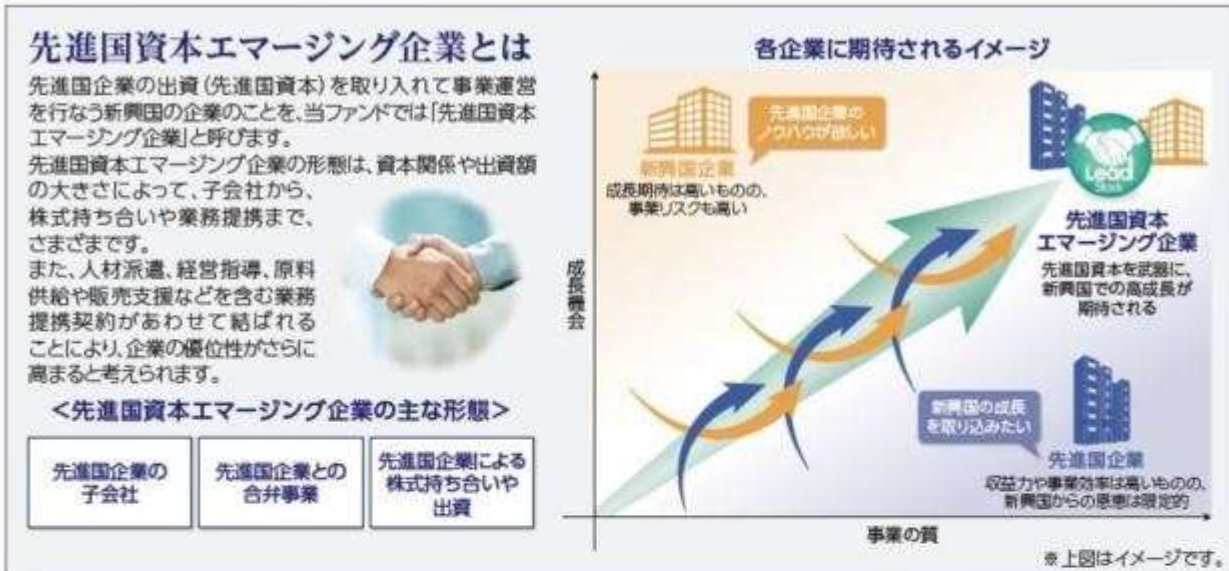 先進国資本エマージング企業とは
先進国企業の出資(先進国資本)を取り入れて事業運営
を行なう新興国の企業のことを、当ファンドでは「先進国資本
エマージング企業」と呼びます。
先進国資本エマージング企業の形態は、資本関係や出資額
の大きさによって、子会社から、
株式持ち合いや業務提携まで、
さまざまです。
また、人材派遣、経営指導、原料
供給や販売支援などを含む業務
提携契約があわせて結ばれる
ことにより、企業の優位性がさらに
高まると考えられます。
<先進国資本エマージング企業の主な形態>
先進国企業の
子会社
先進国企業との
合弁事業
先進国企業による
株式持ち合いや
出資
各企業に期待されるイメージ
成長機会
先進国企業の
ノウハウが欲しい
新興国企業
成長期待は高いものの、
事業リスクも高い
Lead
Stock
先進国資本
エマージング企業
先進国資本を武器に、
新興国での高成長が
期待される
新興国の成長
を取り込みたい
先進国企業
収益力や事業効率は高いものの、
新興国からの恩恵は限定的
事業の質
※上図はイメージです。